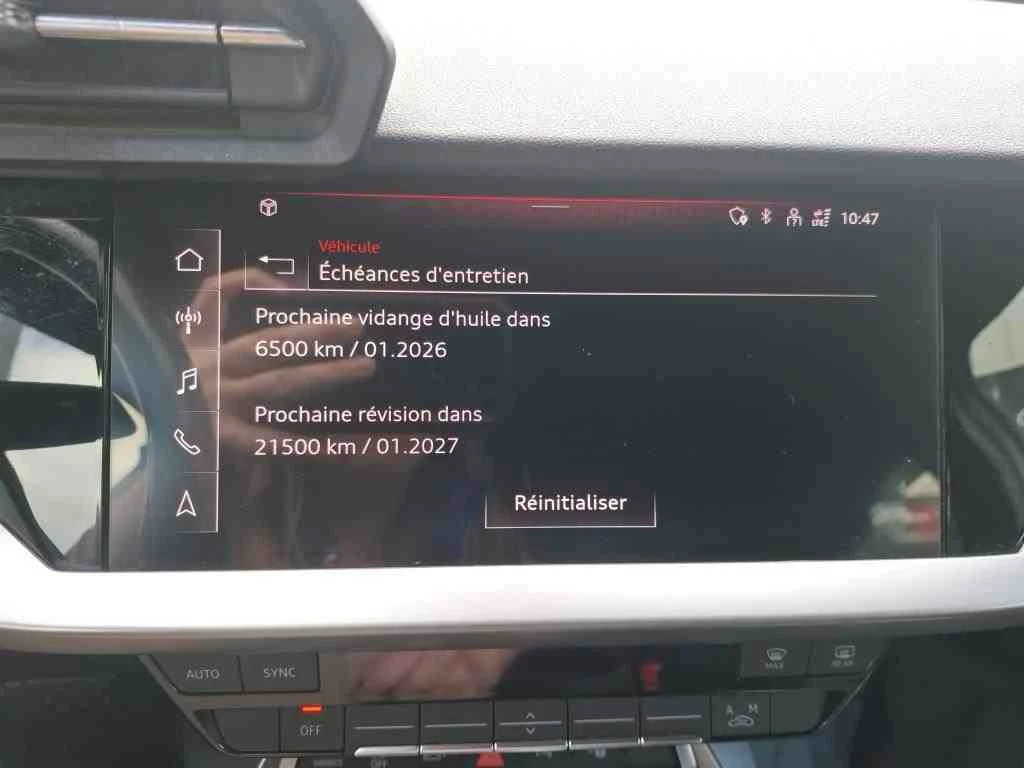 10:47
Véhicule
Échéances d'entretien
Prochaine vidange d'huile dans
6500 km / 01.2026
Prochaine révision dans
21500 km / 01.2027
Réinitialiser
AUTO
SYNC
MAX
REAR
OFF
A M
OFF